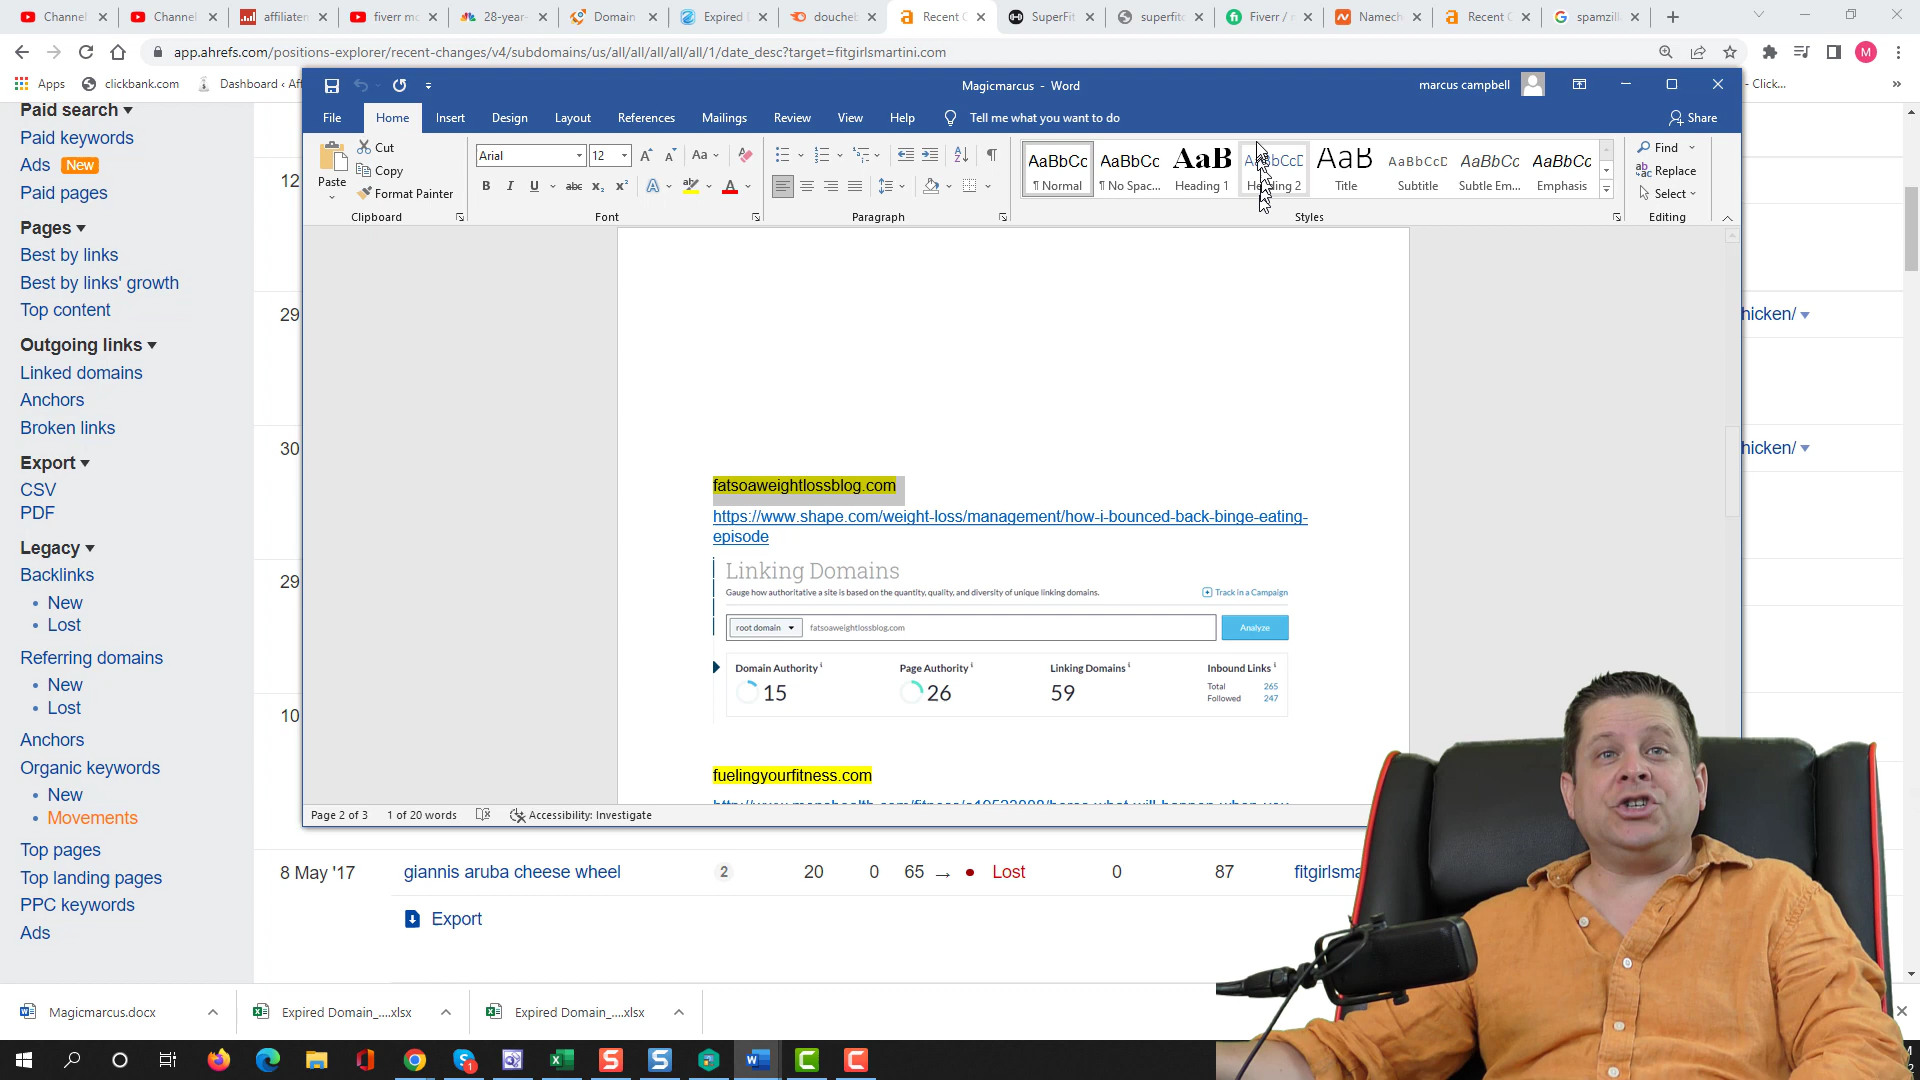 Channel
Channel
affiliaten
fiverr mo
28-year-
Domain
Expired
doucheb
Recent C
SuperFit
superfitc
Fiverr / r
Namech
Recent C
spamzill
app.ahrefs.com/positions-explorer/recent-changes/v4/subdomains/us/all/all/all/all/all/1/date_desc?target=fitgirlsmartini.com
M
Apps
clickbank.com
Dashboard ‹ Af
- Click...
»
Magicmarcus - Word
marcus campbell
File Home Insert Design Layout References Mailings Review View Help Tell me what you want to do
Share
Paste
Cut
Copy
Format Painter
Clipboard
Arial 12
Aa
B I U abc x₂ x² A A
Font
Paragraph
AaBbCc AaBbCc AaB AaBbCcD AaB AaBbCcD AaBbCc AaBbCc
¶ Normal ¶ No Spac... Heading 1 Heading 2 Title Subtitle Subtle Em... Emphasis
Styles
Find
Replace
Select
Editing
Paid search
Paid keywords
Ads New
Paid pages
Pages
Best by links
Best by links' growth
Top content
Outgoing links
Linked domains
Anchors
Broken links
Export
CSV
PDF
Legacy
Backlinks
New
Lost
Referring domains
New
Lost
Anchors
Organic keywords
New
Movements
Top pages
Top landing pages
PPC keywords
Ads
12
29
30
29
10
hicken/
hicken/
fatsoaweightlossblog.com
https://www.shape.com/weight-loss/management/how-i-bounced-back-binge-eating-
episode
Linking Domains
Gauge how authoritative a site is based on the quantity, quality, and diversity of unique linking domains.
Track in a Campaign
root domain fatsoaweightlossblog.com Analyze
Domain Authority Page Authority Linking Domains Inbound Links
15 26 59
Total 265
Followed 247
fuelingyourfitness.com
Page 2 of 3 1 of 20 words Accessibility: Investigate
8 May '17 giannis aruba cheese wheel 2 20 0 65 → Lost 0 87 fitgirlsma
Export
Magicmarcus.docx
Expired Domain_....xlsx
Expired Domain_....xlsx